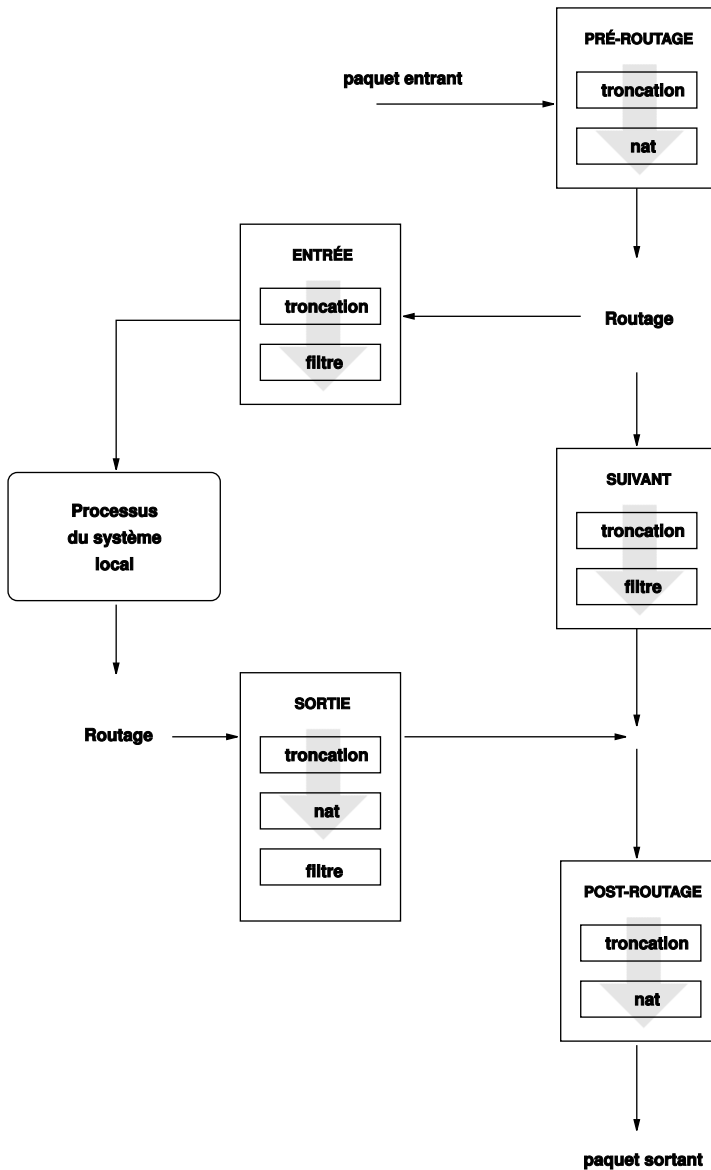 PRÉ-ROUTAGE
paquet entrant
troncation
nat
ENTRÉE
troncation
filtre
Routage
SUIVANT
troncation
filtre
Processus
du système
local
Routage
SORTIE
troncation
nat
filtre
POST-ROUTAGE
troncation
nat
paquet sortant